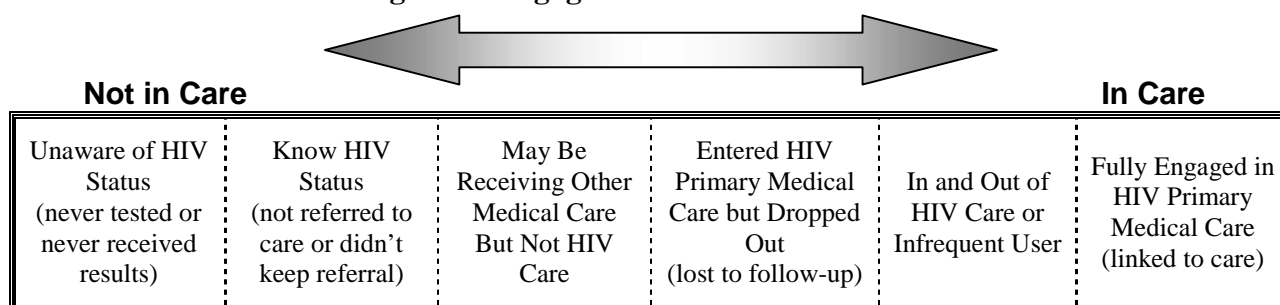 Not in Care
In Care
Unaware of HIV
Status
(never tested or
never received
results)
Know HIV
Status
(not referred to
care or didn't
keep referral)
May Be
Receiving Other
Medical Care
But Not HIV
Care
Entered HIV
Primary Medical
Care but Dropped
Out
(lost to follow-up)
In and Out of
HIV Care or
Infrequent User
Fully Engaged in
HIV Primary
Medical Care
(linked to care)